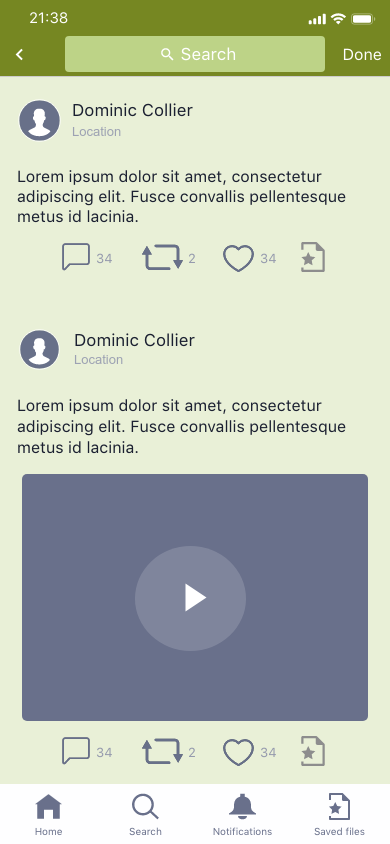 21:38
Search
Done
Dominic Collier
Location
Lorem ipsum dolor sit amet, consectetur
adipiscing elit. Fusce convallis pellentesque
metus id lacinia.
34
2
34
Dominic Collier
Location
Lorem ipsum dolor sit amet, consectetur
adipiscing elit. Fusce convallis pellentesque
metus id lacinia.
34
2
34
Home
Search
Notifications
Saved files